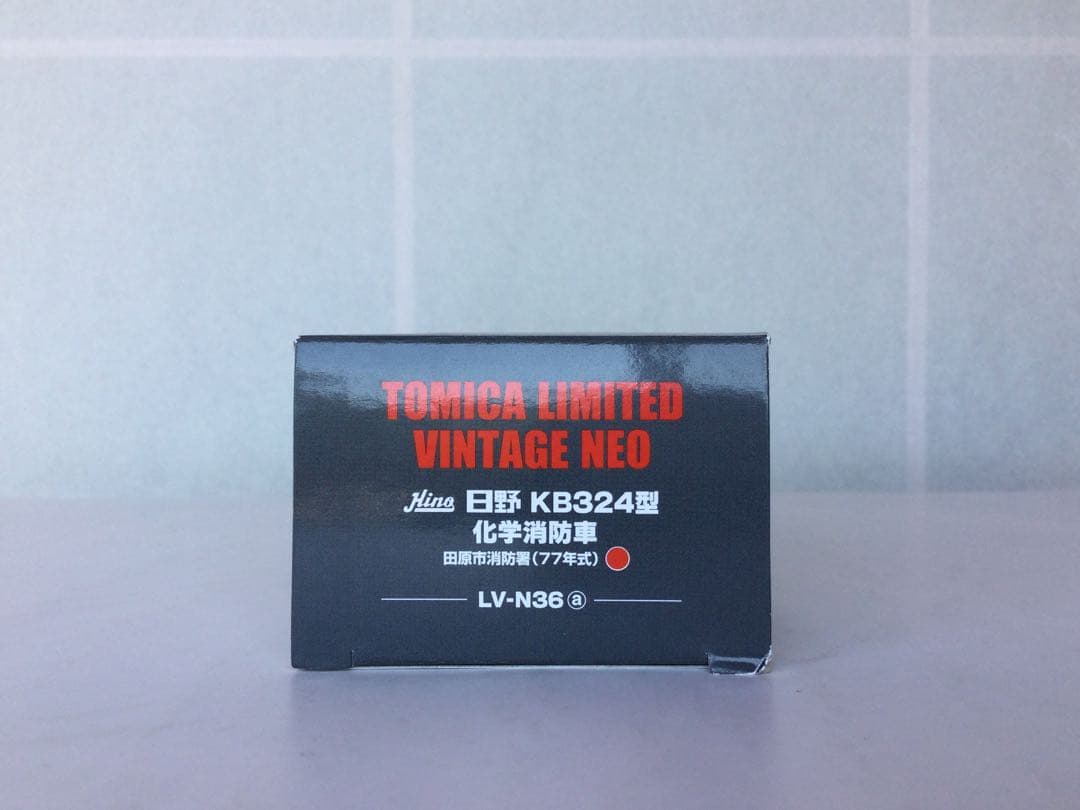 TOMICA LIMITED
VINTAGE NEO
Hino 日野 KB324型
化学消防車
田原市消防署(77年式)
LV-N36 ⓐ